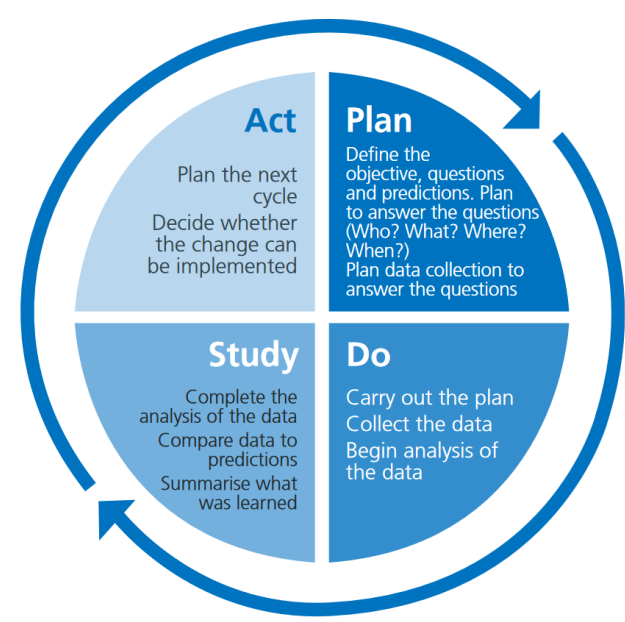 Act
Plan the next
cycle
Decide whether
the change can
be implemented
Plan
Define the
objective, questions
and predictions. Plan
to answer the questions
(Who? What? Where?
When?)
Plan data collection to
answer the questions
Study
Complete the
analysis of the data
Compare data to
predictions
Summarise what
was learned
Do
Carry out the plan
Collect the data
Begin analysis of
the data